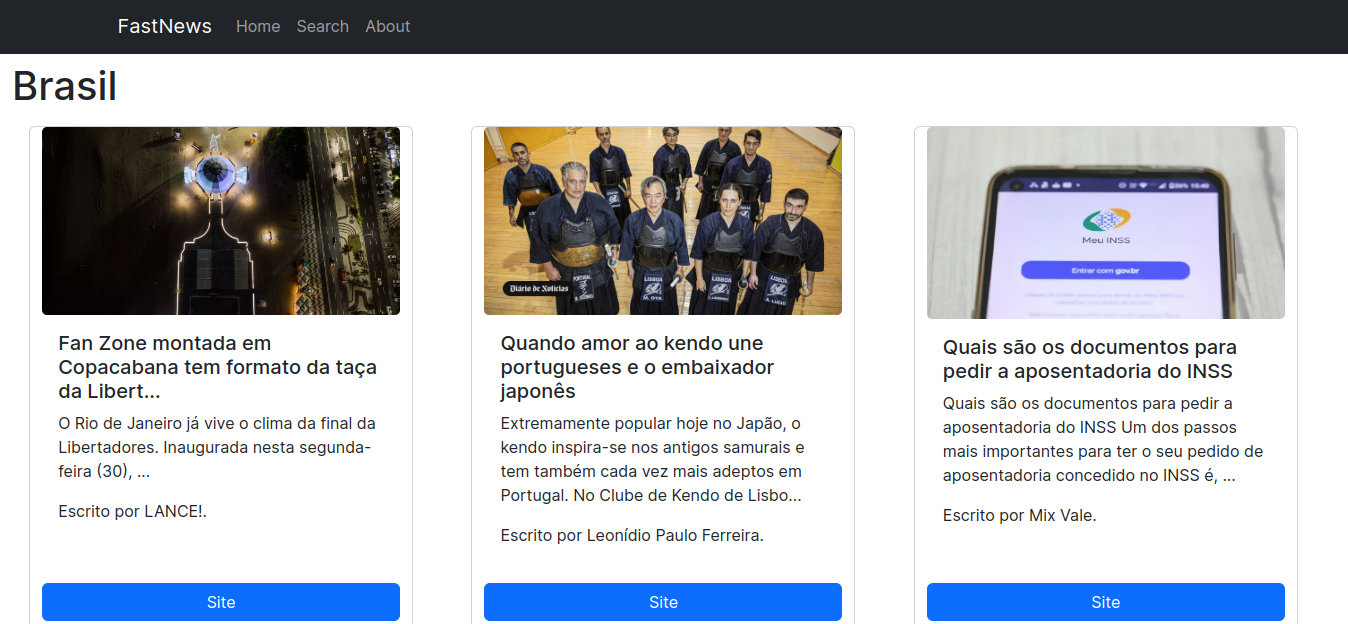 FastNews Home Search About
Brasil
Diário de Notícias
PORTUGAL
LISBOA
LISBOA
LISBOA
M. OTA
Meu INSS
Entrar com gov.br
Fan Zone montada em
Copacabana tem formato da taça
da Libert...
O Rio de Janeiro já vive o clima da final da
Libertadores. Inaugurada nesta segunda-
feira (30), ...
Escrito por LANCE!.
Site
Quando amor ao kendo une
portugueses e o embaixador
japonês
Extremamente popular hoje no Japão, o
kendo inspira-se nos antigos samurais e
tem também cada vez mais adeptos em
Portugal. No Clube de Kendo de Lisbo...
Escrito por Leonídio Paulo Ferreira.
Site
Quais são os documentos para
pedir a aposentadoria do INSS
Quais são os documentos para pedir a
aposentadoria do INSS Um dos passos
mais importantes para ter o seu pedido de
aposentadoria concedido no INSS é, ...
Escrito por Mix Vale.
Site